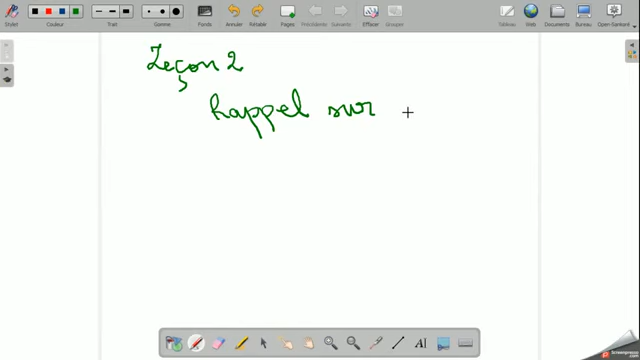 Stylet
Couleur
Trait
Gomme
Fonds
Annuler
Refaire
Pages
Précédente
Suivante
Effacer
Grouper
Tableau
Web
Documents
Bureau
Open-Sankoré
Leçon 2
Rappel sur